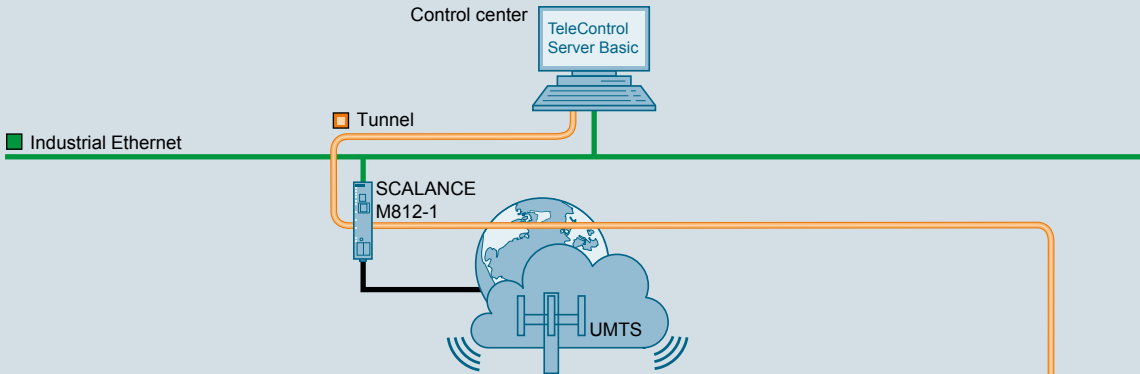 Control center
TeleControl
Server Basic
Tunnel
Industrial Ethernet
SCALANCE
M812-1
UMTS